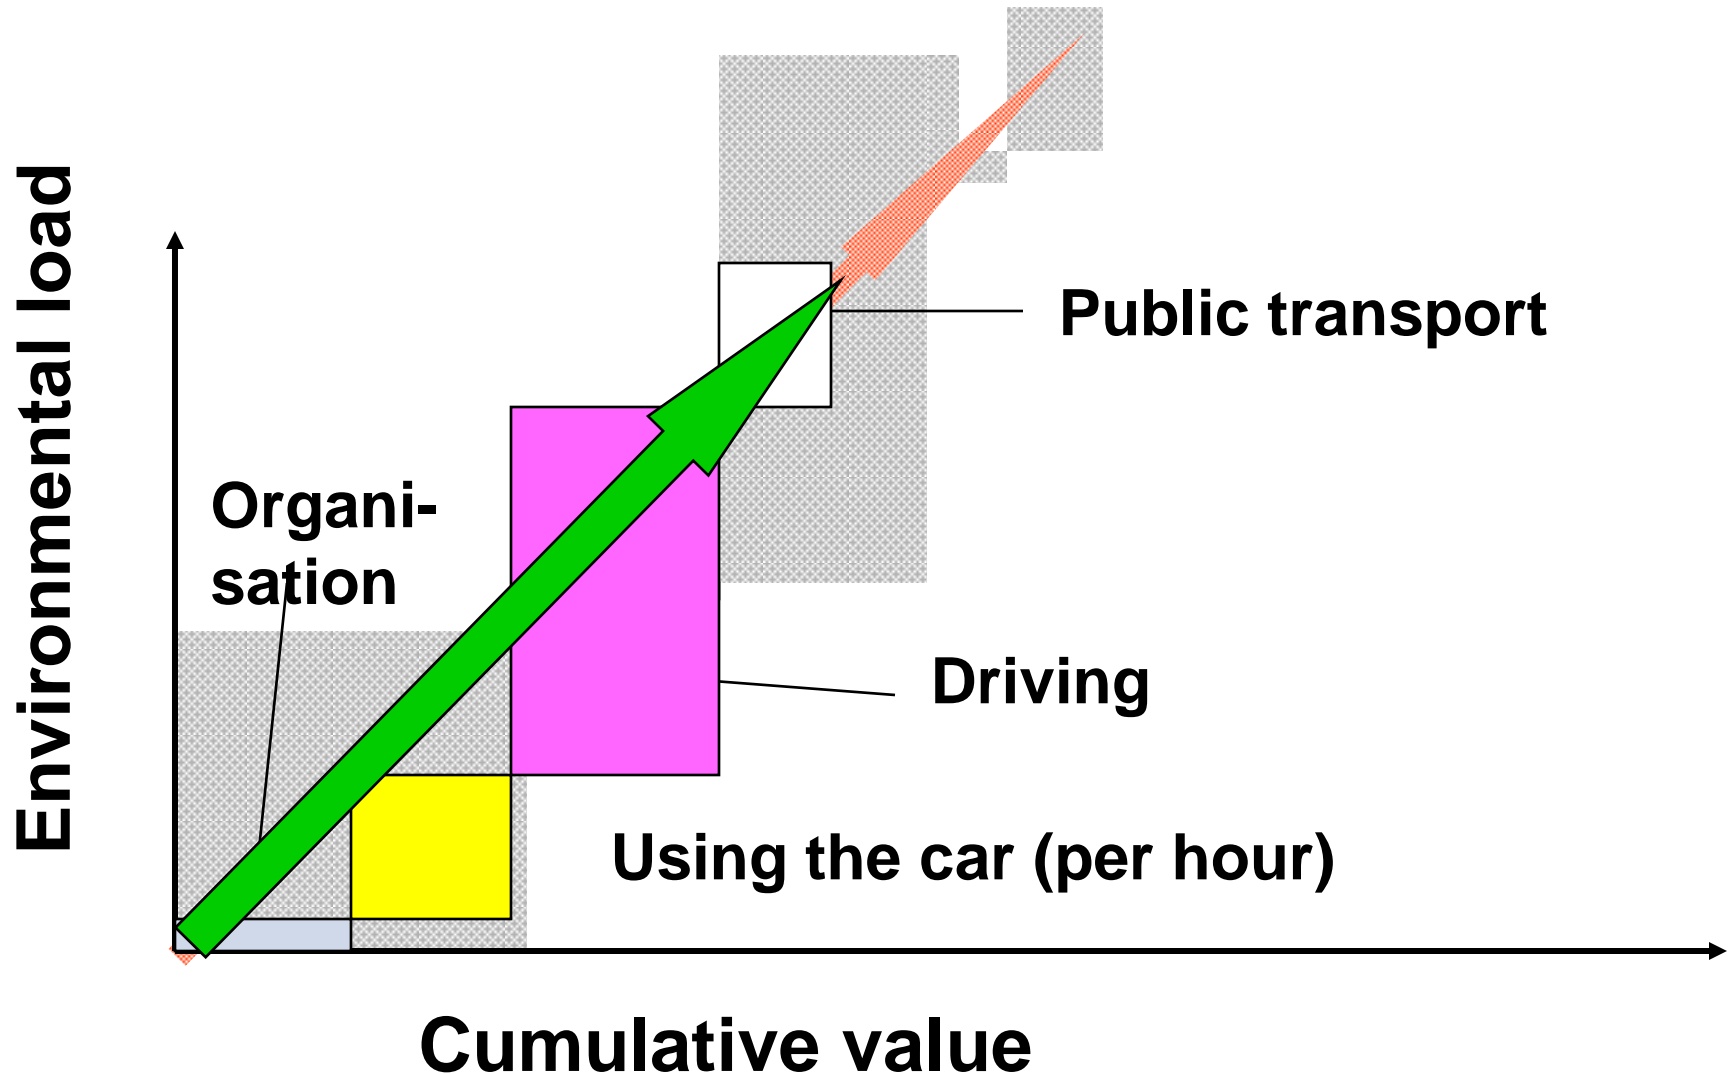 Environmental load
Public transport
Organi-
sation
Driving
Using the car (per hour)
Cumulative value